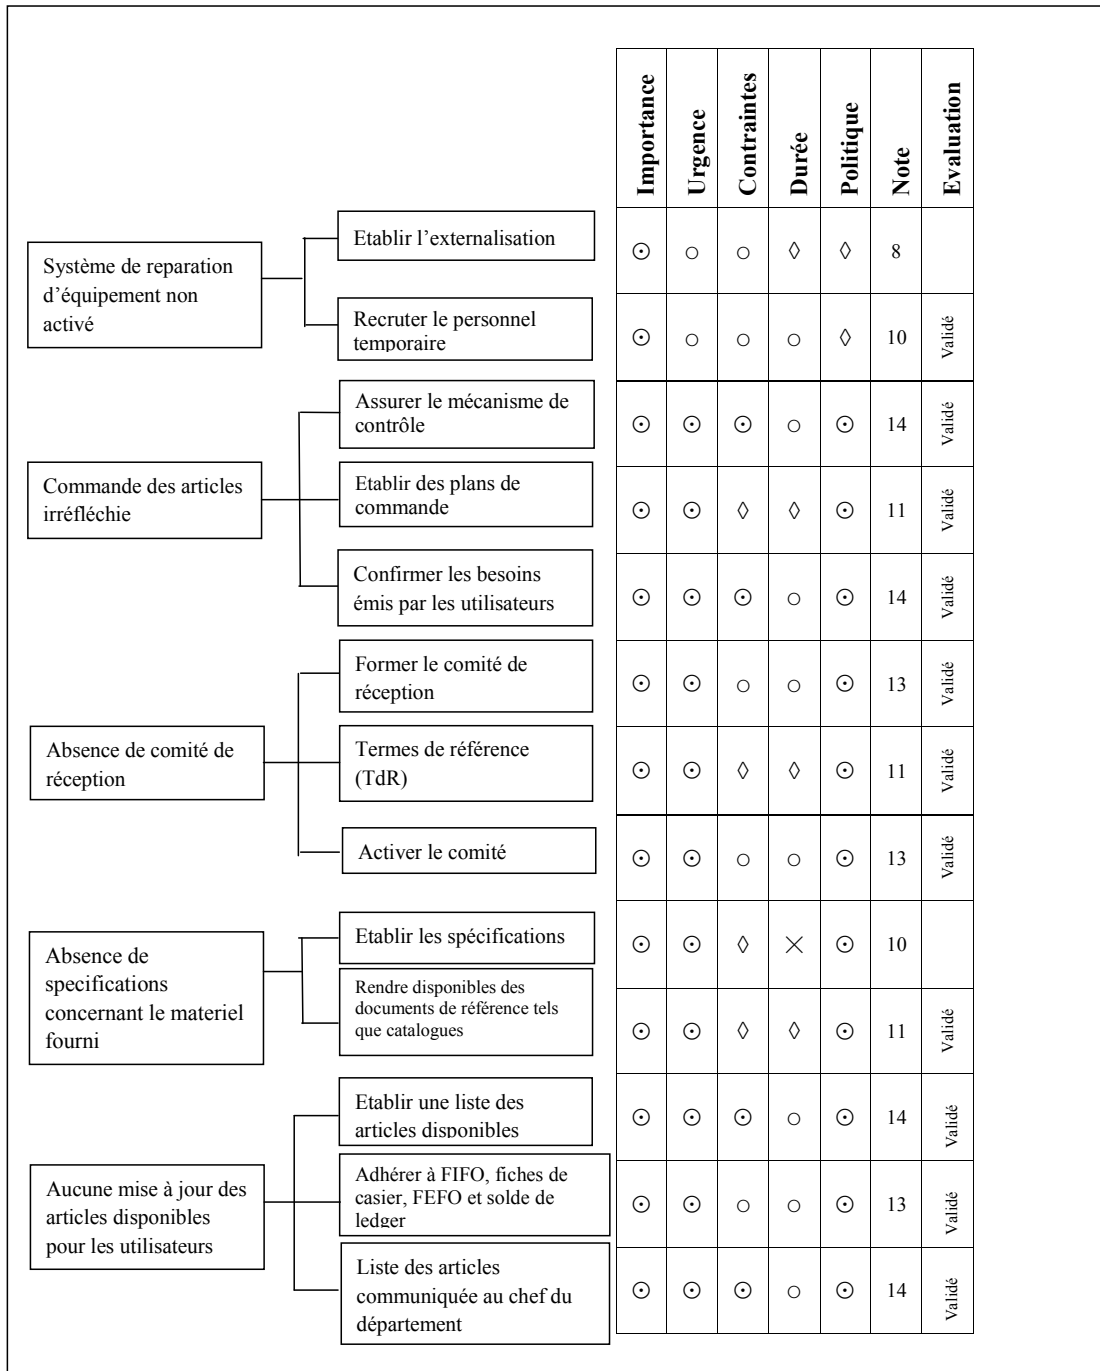 Importance
Urgence
Contraintes
Durée
Politique
Note
Evaluation
Système de reparation
d’équipement non
activé
Etablir l’externalisation
⊙ ○ ○ ◊ ◊ 8
Recruter le personnel
temporaire
⊙ ○ ○ ○ ◊ 10 Validé
Commande des articles
irréfléchie
Assurer le mécanisme de
contrôle
⊙ ⊙ ⊙ ○ ⊙ 14 Validé
Etablir des plans de
commande
⊙ ⊙ ◊ ◊ ⊙ 11 Validé
Confirmer les besoins
émis par les utilisateurs
⊙ ⊙ ⊙ ○ ⊙ 14 Validé
Absence de comité de
réception
Former le comité de
réception
⊙ ⊙ ○ ○ ⊙ 13 Validé
Termes de référence
(TdR)
⊙ ⊙ ◊ ◊ ⊙ 11 Validé
Activer le comité
⊙ ⊙ ○ ○ ⊙ 13 Validé
Absence de
specifications
concernant le materiel
fourni
Etablir les spécifications
⊙ ⊙ ◊ × ⊙ 10
Rendre disponibles des
documents de référence tels
que catalogues
⊙ ⊙ ◊ ◊ ⊙ 11 Validé
Aucune mise à jour des
articles disponibles
pour les utilisateurs
Etablir une liste des
articles disponibles
⊙ ⊙ ⊙ ○ ⊙ 14 Validé
Adhérer à FIFO, fiches de
casier, FEFO et solde de
ledger
⊙ ⊙ ○ ○ ⊙ 13 Validé
Liste des articles
communiquée au chef du
département
⊙ ⊙ ⊙ ○ ⊙ 14 Validé